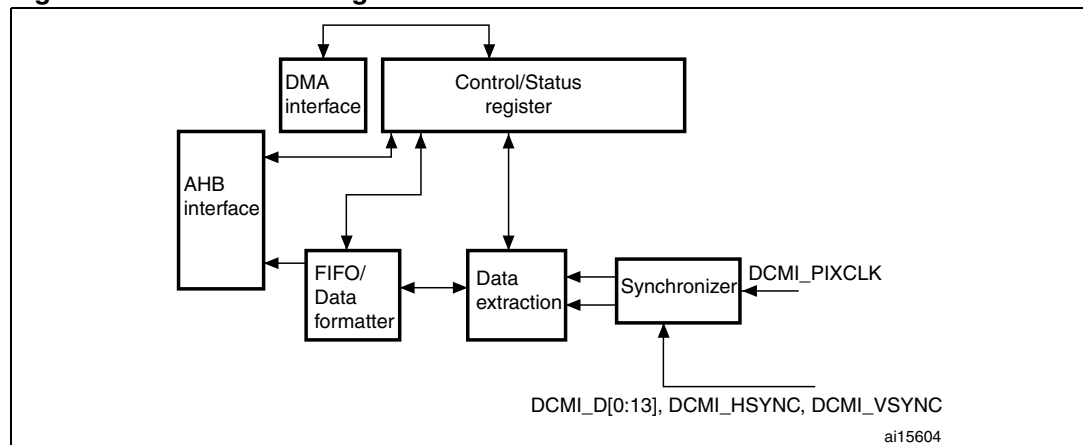 DMA
interface
Control/Status
register
AHB
interface
FIFO/
Data
formatter
Data
extraction
Synchronizer
DCMI_PIXCLK
DCMI_D[0:13], DCMI_HSYNC, DCMI_VSYNC
ai15604